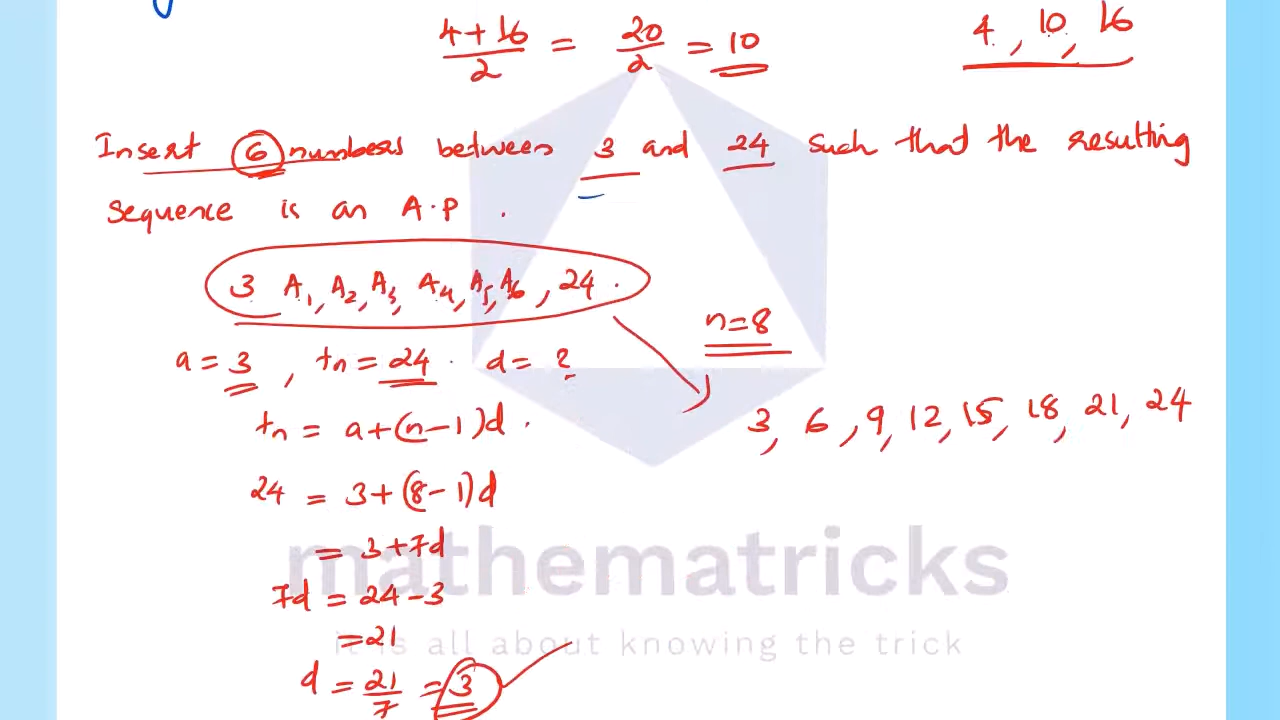 4+16/2 = 20/2 = 10
4, 10, 16
Insert 6 numbers between 3 and 24 such that the resulting
sequence is an A.P.
3 A1, A2, A3, A4, A5, A6, 24.
n=8
a = 3, tn = 24. d = ?
3, 6, 9, 12, 15, 18, 21, 24
tn = a+(n-1)d.
24 = 3+(8-1)d
= 3+7d
mathematricks
7d = 24-3
=21
it is all about knowing the trick
d = 21/7 = 3